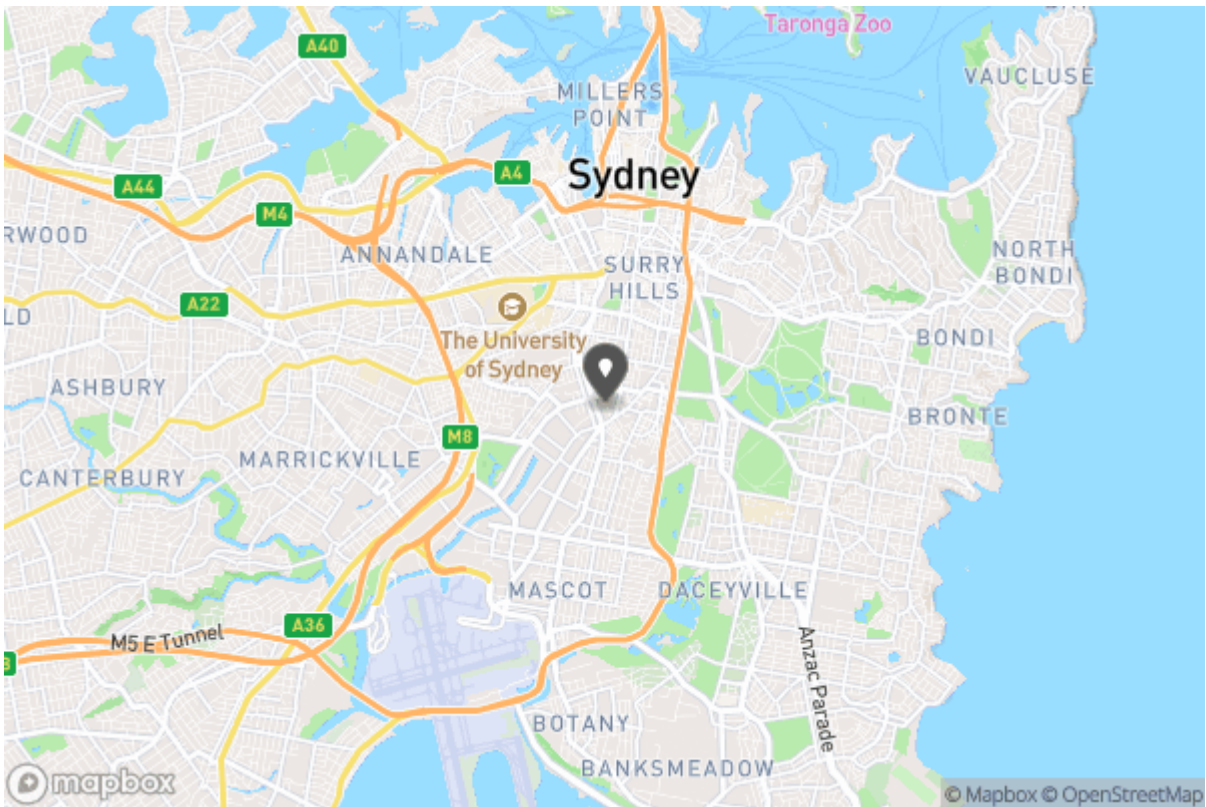 Taronga Zoo
A40
VAUCLUSE
MILLERS
POINT
A4
Sydney
A44
M4
RWOOD
ANNANDALE
SURRY
HILLS
NORTH
BONDI
A22
LD
The University
of Sydney
BONDI
ASHBURY
BRONTE
M8
MARRICKVILLE
CANTERBURY
MASCOT
DACEYVILLE
A36
M5 E Tunnel
Anzac Parade
BOTANY
BANKSMEADOW
mapbox
© Mapbox © OpenStreetMap